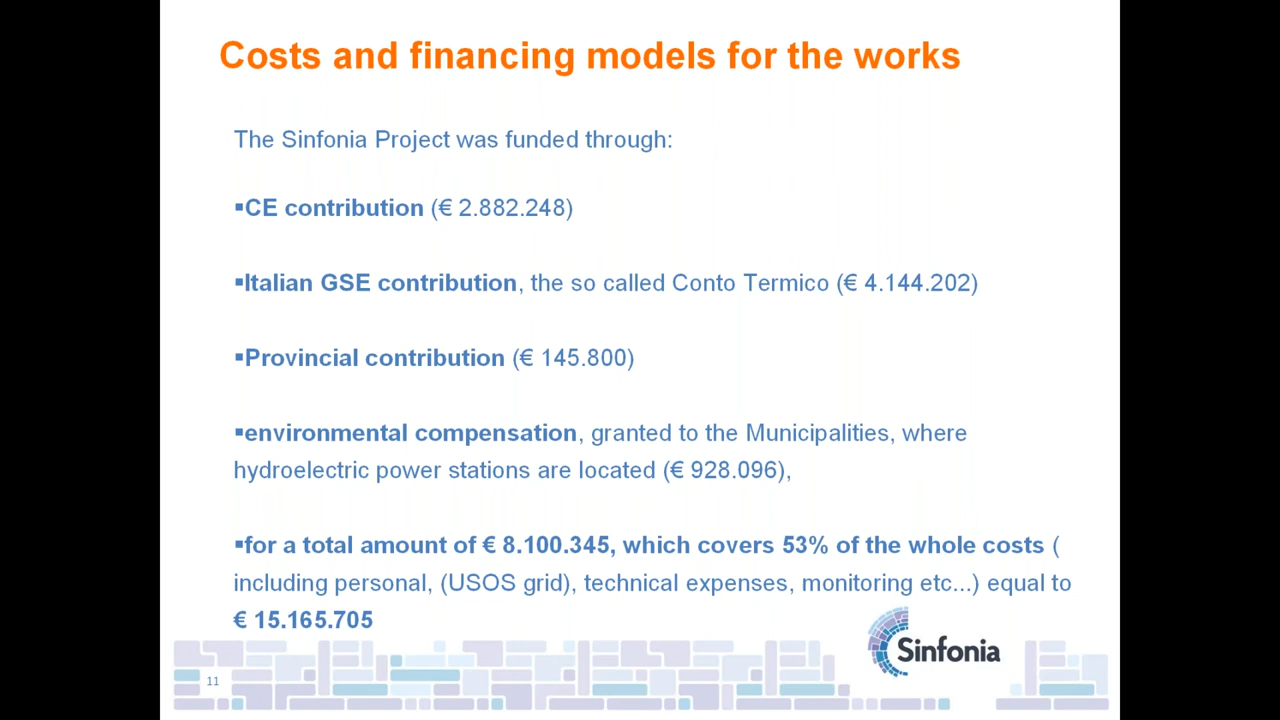 Costs and financing models for the works
The Sinfonia Project was funded through:
▪CE contribution (€ 2.882.248)
▪Italian GSE contribution, the so called Conto Termico (€ 4.144.202)
▪Provincial contribution (€ 145.800)
▪environmental compensation, granted to the Municipalities, where
hydroelectric power stations are located (€ 928.096),
▪for a total amount of € 8.100.345, which covers 53% of the whole costs (
including personal, (USOS grid), technical expenses, monitoring etc...) equal to
€ 15.165.705
Sinfonia
11